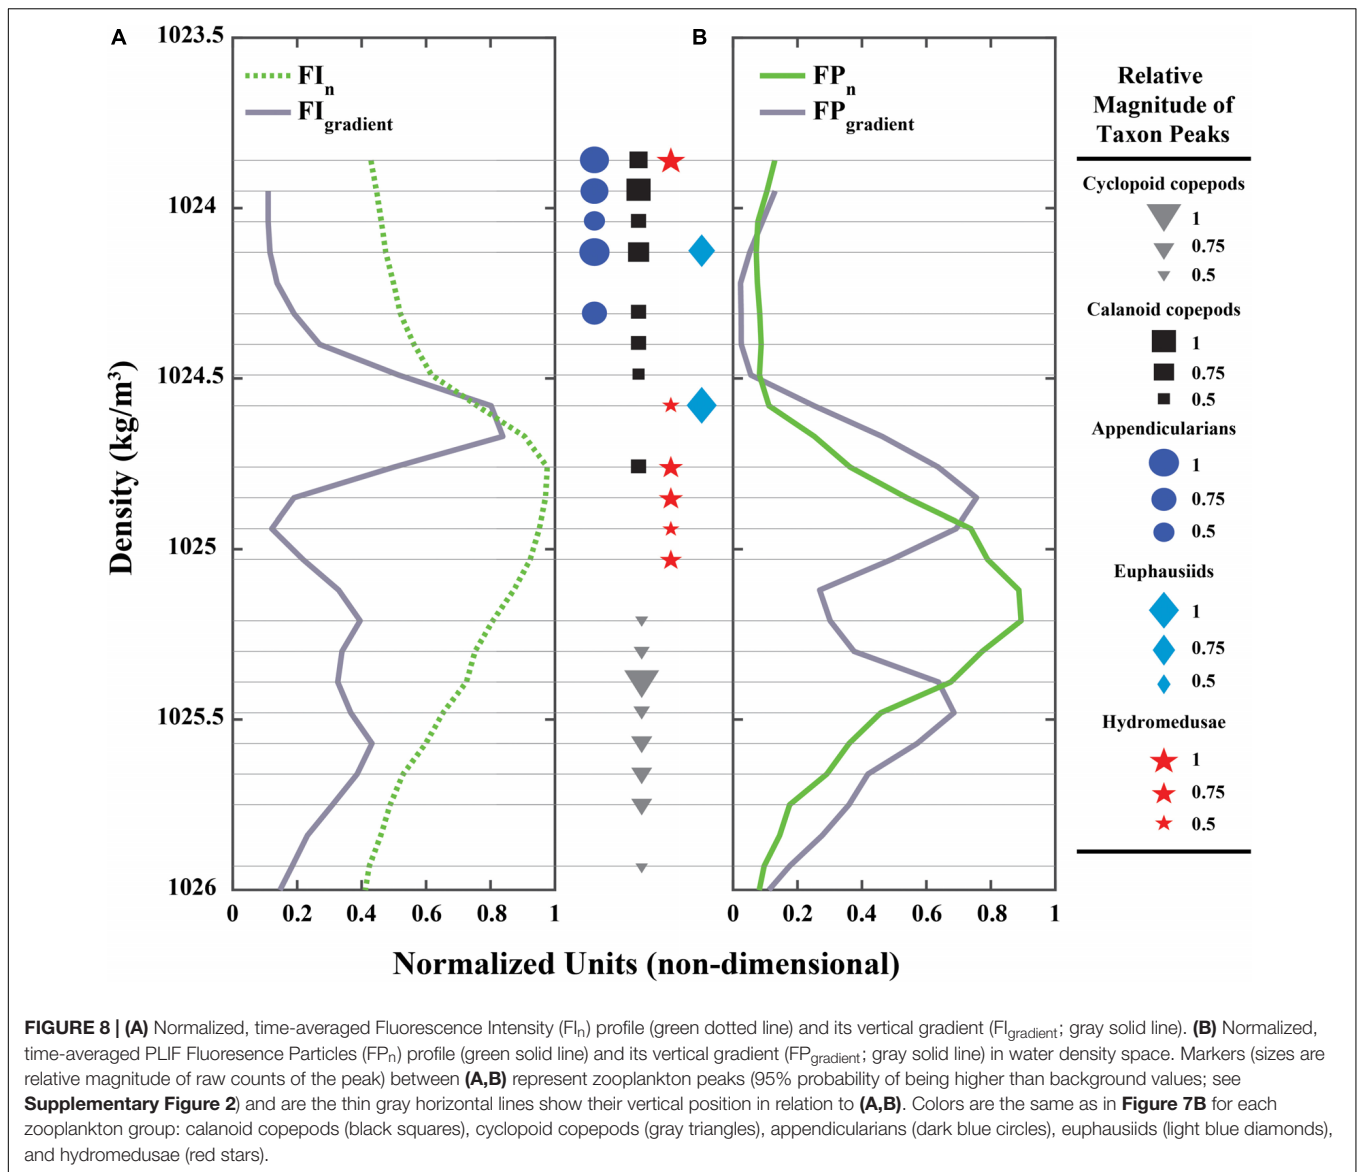 A
B
1023.5
1024
1024.5
1025
1025.5
1026
Density (kg/m³)
FIₙ
FI_gradient
FPₙ
FP_gradient
0 0.2 0.4 0.6 0.8 1
0 0.2 0.4 0.6 0.8 1
Normalized Units (non-dimensional)
Relative
Magnitude of
Taxon Peaks
Cyclopoid copepods
1
0.75
0.5
Calanoid copepods
1
0.75
0.5
Appendicularians
1
0.75
0.5
Euphausiids
1
0.75
0.5
Hydromedusae
1
0.75
0.5
FIGURE 8 | (A) Normalized, time-averaged Fluorescence Intensity (FIₙ) profile (green dotted line) and its vertical gradient (FI_gradient; gray solid line). (B) Normalized,
time-averaged PLIF Fluoresence Particles (FPₙ) profile (green solid line) and its vertical gradient (FP_gradient; gray solid line) in water density space. Markers (sizes are
relative magnitude of raw counts of the peak) between (A,B) represent zooplankton peaks (95% probability of being higher than background values; see
Supplementary Figure 2) and are the thin gray horizontal lines show their vertical position in relation to (A,B). Colors are the same as in Figure 7B for each
zooplankton group: calanoid copepods (black squares), cyclopoid copepods (gray triangles), appendicularians (dark blue circles), euphausiids (light blue diamonds),
and hydromedusae (red stars).